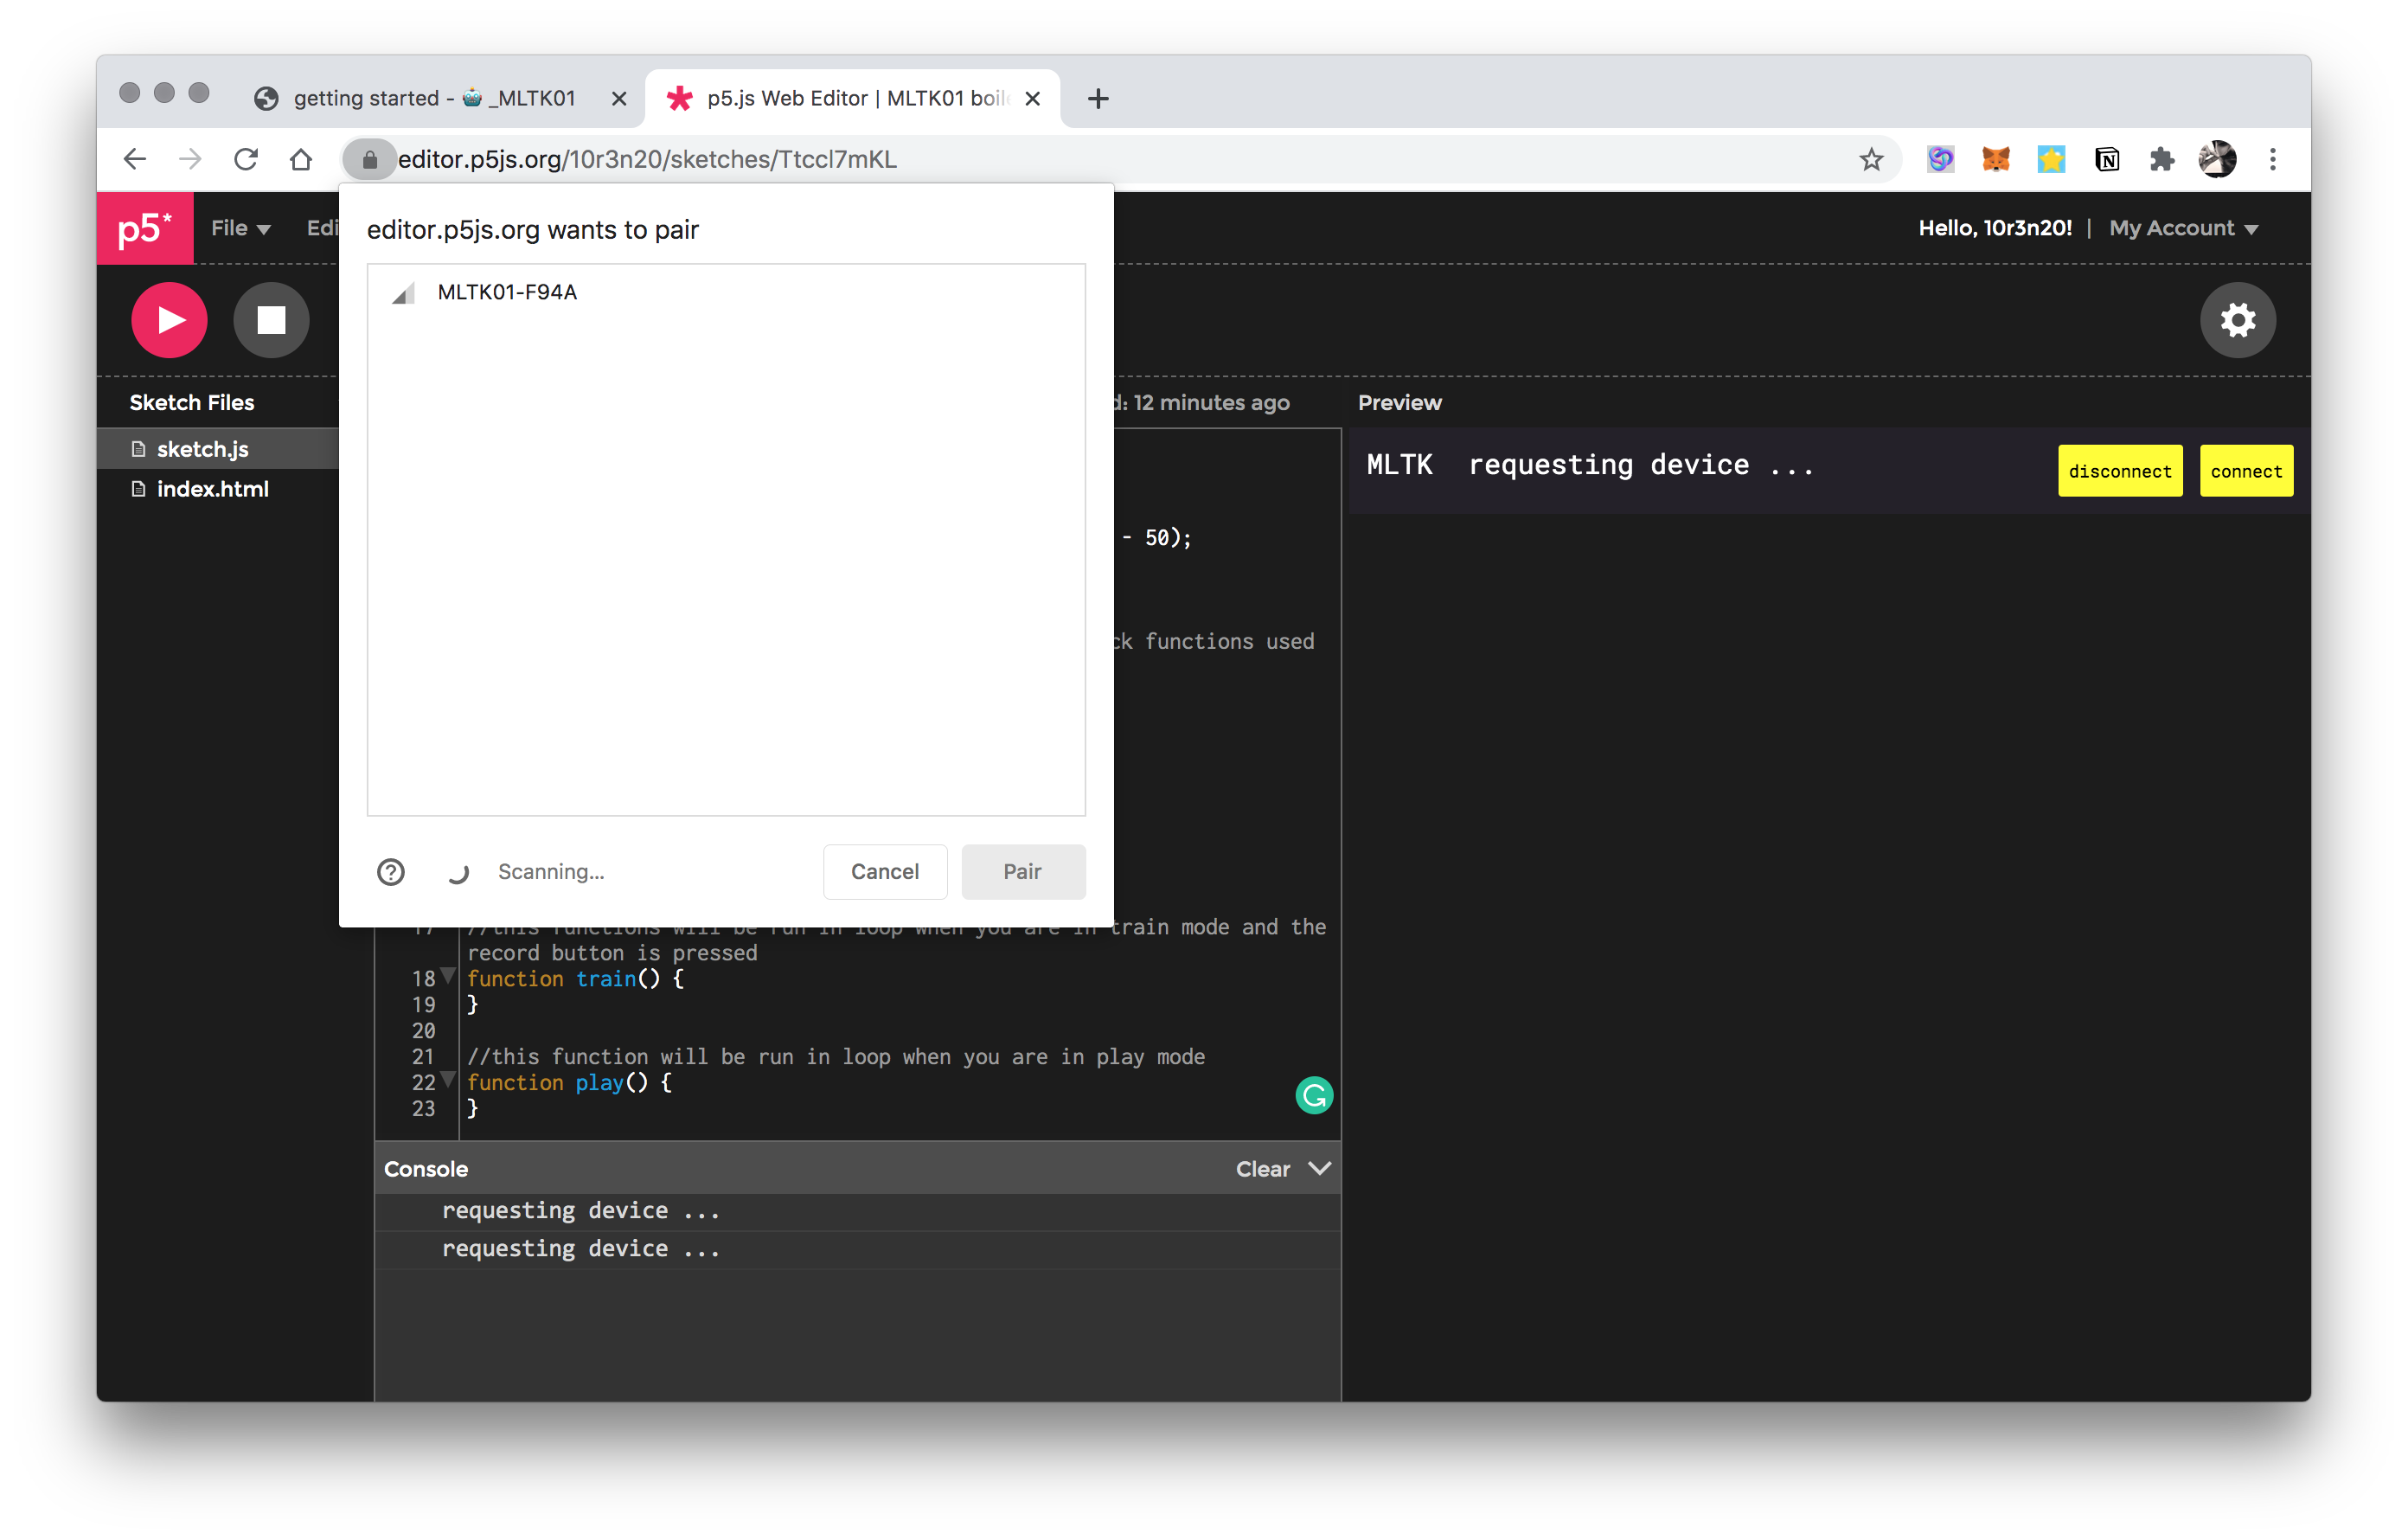 getting started - 🤖 _MLTK01
p5.js Web Editor | MLTK01 boil
editor.p5js.org/10r3n20/sketches/Ttccl7mKL
p5*
File
Edi
Hello, 10r3n20! | My Account
editor.p5js.org wants to pair
MLTK01-F94A
Scanning...
Cancel
Pair
Sketch Files
sketch.js
index.html
d: 12 minutes ago
- 50);
ck functions used
17 //this functions will be run in loop when you are in train mode and the
record button is pressed
18 function train() {
19 }
20
21 //this function will be run in loop when you are in play mode
22 function play() {
23 }
Console
Clear
requesting device ...
requesting device ...
Preview
MLTK requesting device ...
disconnect
connect